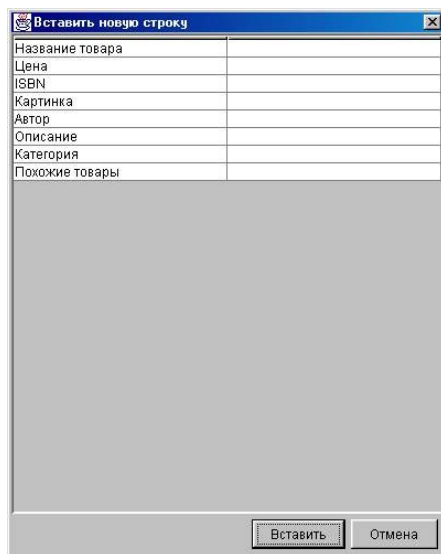 Вставить новую строку
Название товара
Цена
ISBN
Картинка
Автор
Описание
Категория
Похожие товары
Вставить Отмена